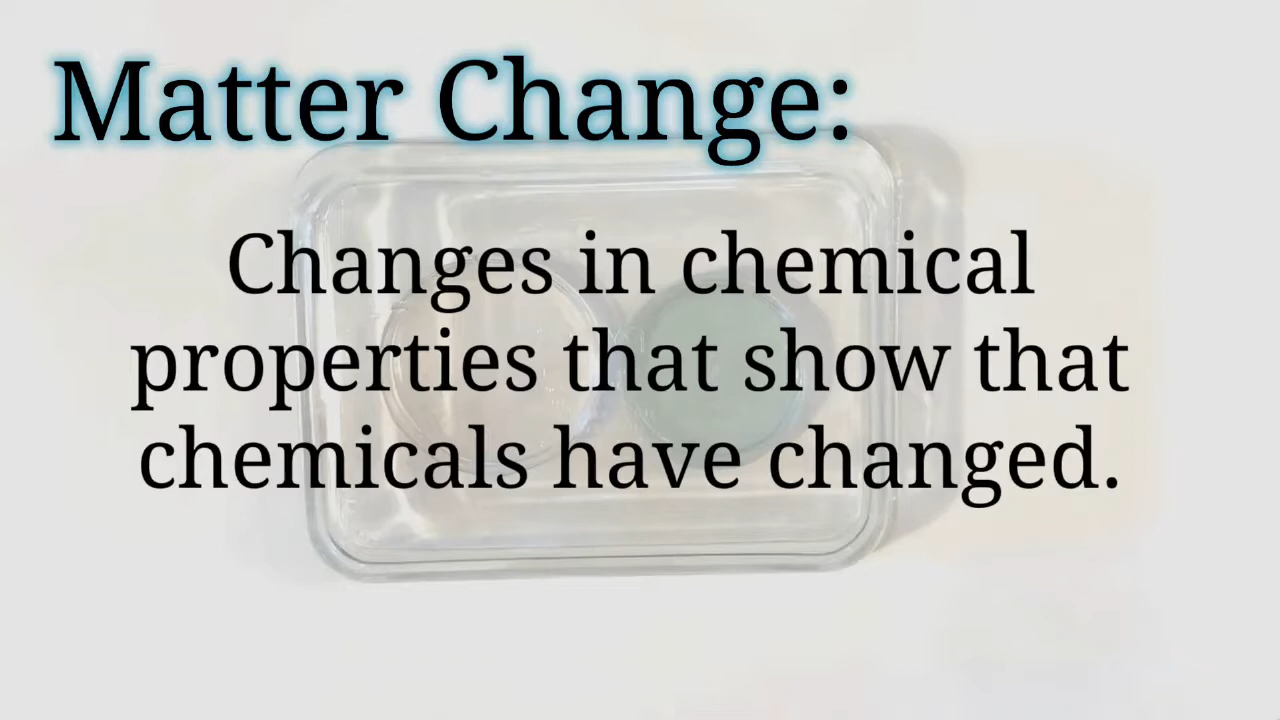 Matter Change:
Changes in chemical
properties that show that
chemicals have changed.